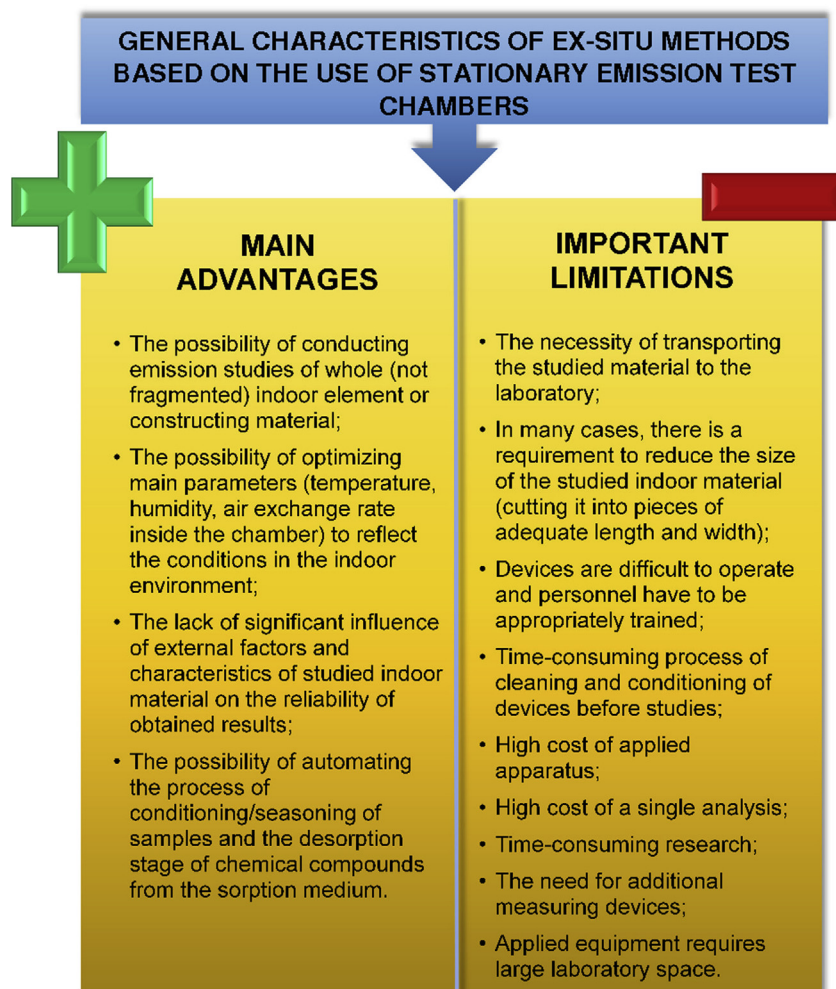 GENERAL CHARACTERISTICS OF EX-SITU METHODS
BASED ON THE USE OF STATIONARY EMISSION TEST
CHAMBERS
MAIN
ADVANTAGES
• The possibility of conducting
emission studies of whole (not
fragmented) indoor element or
constructing material;
• The possibility of optimizing
main parameters (temperature,
humidity, air exchange rate
inside the chamber) to reflect
the conditions in the indoor
environment;
• The lack of significant influence
of external factors and
characteristics of studied indoor
material on the reliability of
obtained results;
• The possibility of automating
the process of
conditioning/seasoning of
samples and the desorption
stage of chemical compounds
from the sorption medium.
IMPORTANT
LIMITATIONS
• The necessity of transporting
the studied material to the
laboratory;
• In many cases, there is a
requirement to reduce the size
of the studied indoor material
(cutting it into pieces of
adequate length and width);
• Devices are difficult to operate
and personnel have to be
appropriately trained;
• Time-consuming process of
cleaning and conditioning of
devices before studies;
• High cost of applied
apparatus;
• High cost of a single analysis;
• Time-consuming research;
• The need for additional
measuring devices;
• Applied equipment requires
large laboratory space.